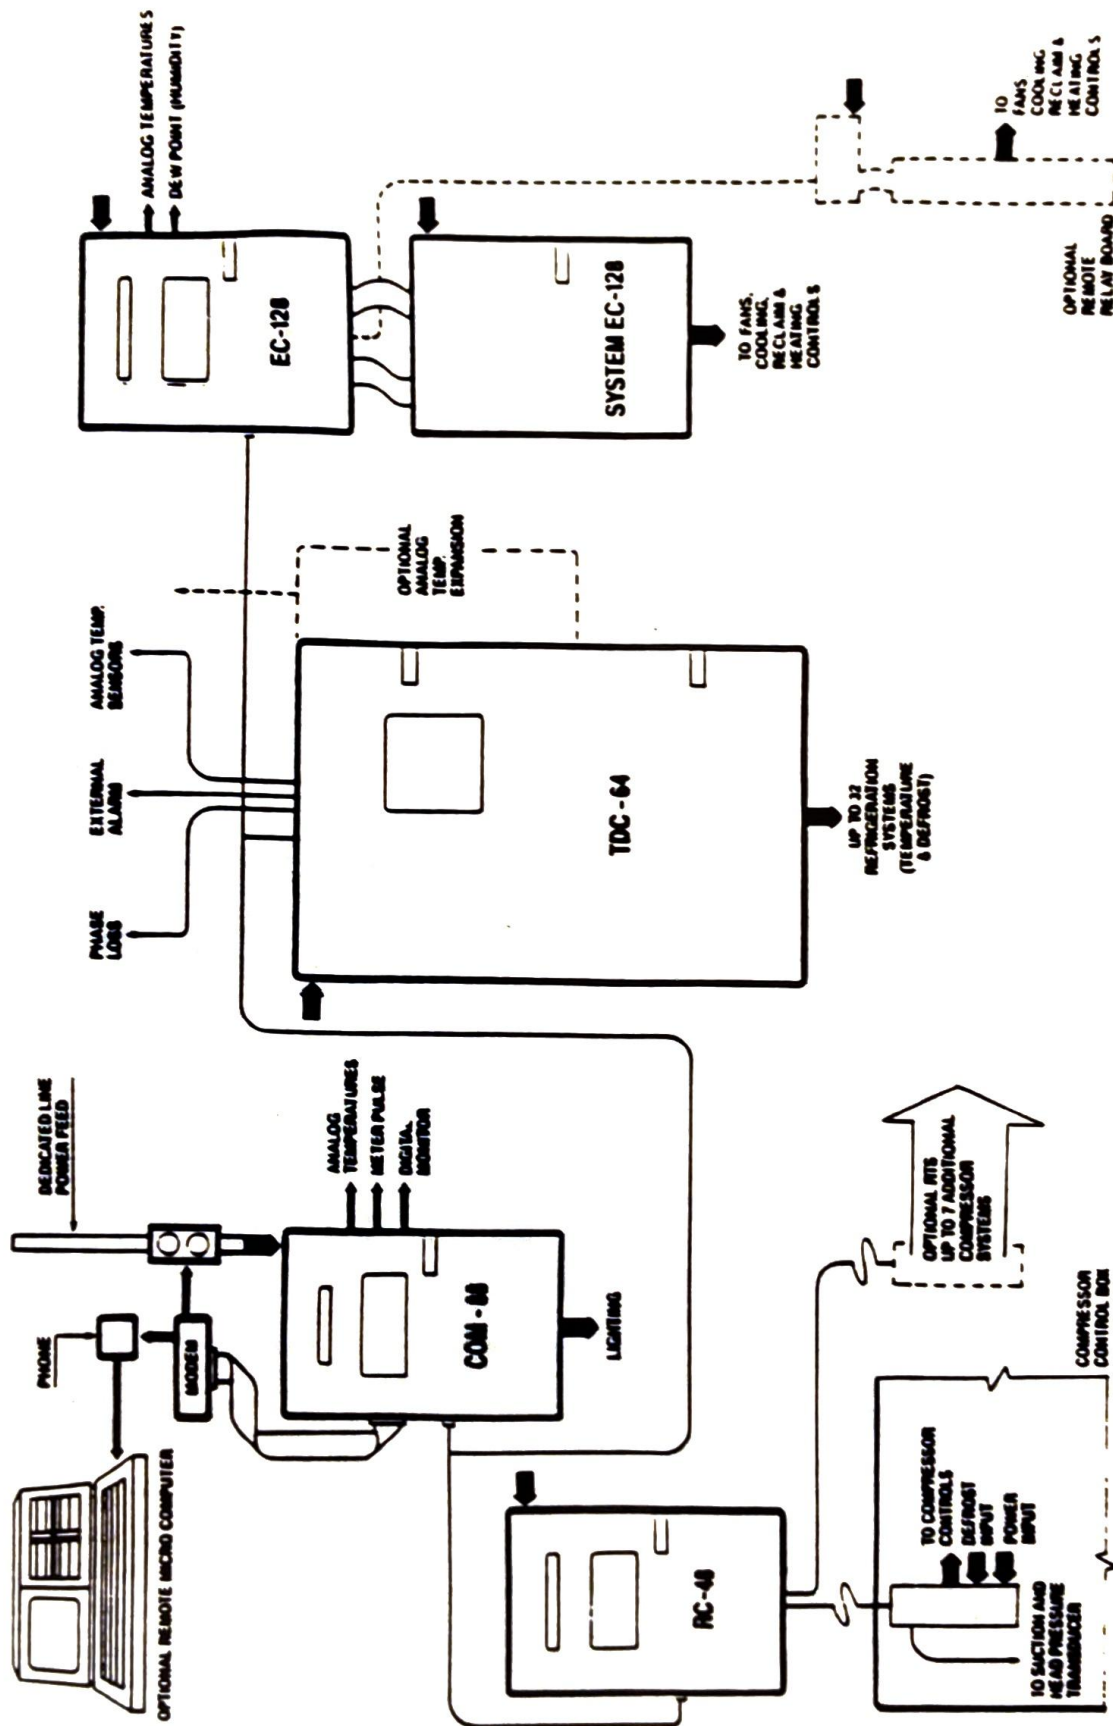 OPTIONAL REMOTE MICRO COMPUTER
PHONE
MODEM
DEDICATED LINE
POWER FEED
COM - 88
ANALOG
TEMPERATURES
METER PULSE
DIGITAL
MONITOR
LIGHTING
RC-48
TO COMPRESSOR
CONTROLS
DEFROST
INPUT
POWER
INPUT
TO SUCTION AND
HEAD PRESSURE
TRANSDUCER
COMPRESSOR
CONTROL BOX
OPTIONAL RTS
UP TO 7 ADDITIONAL
COMPRESSOR
SYSTEMS
PHASE
LOSS
EXTERNAL
ALARM
ANALOG TEMP.
SENSORS
OPTIONAL
ANALOG
TEMP.
EXPANSION
TDC - 64
UP TO 32
REFRIGERATION
SYSTEMS
(TEMPERATURE
& DEFROST)
ANALOG TEMPERATURES
DEW POINT (HUMIDITY)
EC-128
SYSTEM EC-128
TO FANS,
COOLING,
RECLAIM &
HEATING
CONTROLS
OPTIONAL
REMOTE
RELAY BOARD
TO
FANS
COOLING
RECLAIM &
HEATING
CONTROLS